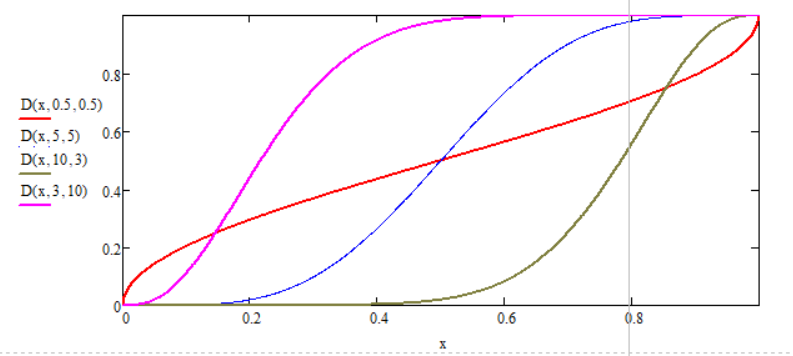 D(x,0.5,0.5)
D(x,5,5)
D(x,10,3)
D(x,3,10)
0.8
0.6
0.4
0.2
0
0 0.2 0.4 0.6 0.8
x